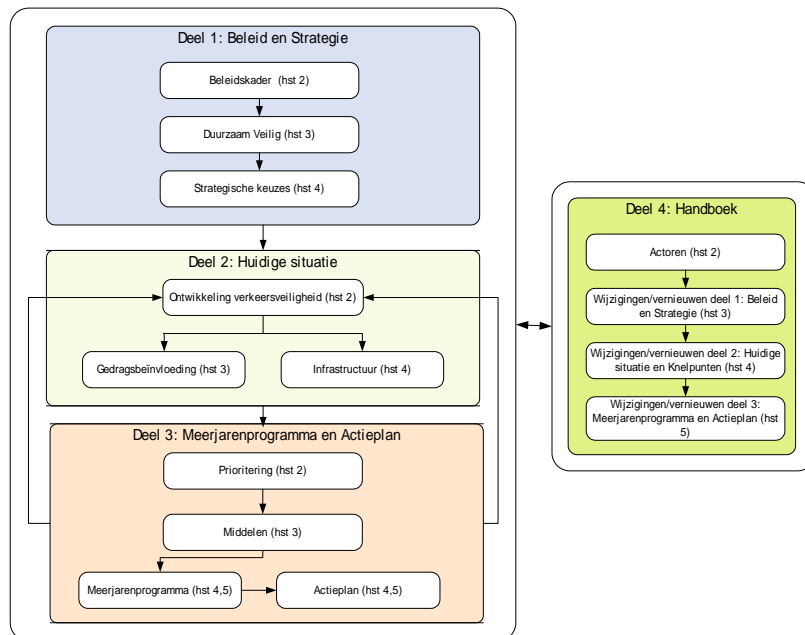 Deel 1: Beleid en Strategie
Beleidskader (hst 2)
Duurzaam Veilig (hst 3)
Strategische keuzes (hst 4)
Deel 2: Huidige situatie
Ontwikkeling verkeersveiligheid (hst 2)
Gedragsbeïnvloeding (hst 3)
Infrastructuur (hst 4)
Deel 3: Meerjarenprogramma en Actieplan
Prioritering (hst 2)
Middelen (hst 3)
Meerjarenprogramma (hst 4,5)
Actieplan (hst 4,5)
Deel 4: Handboek
Actoren (hst 2)
Wijzigingen/vernieuwen deel 1: Beleid
en Strategie (hst 3)
Wijzigingen/vernieuwen deel 2: Huidige
situatie en Knelpunten (hst 4)
Wijzigingen/vernieuwen deel 3:
Meerjarenprogramma en Actieplan (hst
5)